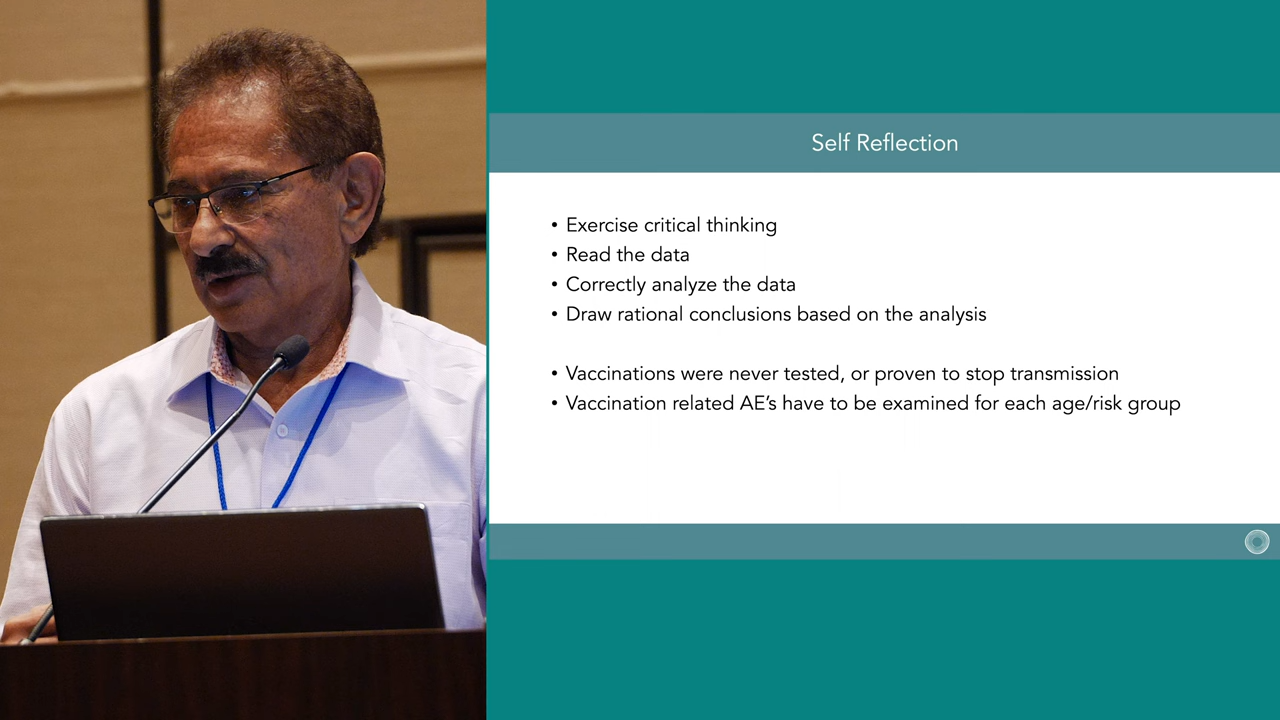 Self Reflection
• Exercise critical thinking
• Read the data
• Correctly analyze the data
• Draw rational conclusions based on the analysis
• Vaccinations were never tested, or proven to stop transmission
• Vaccination related AE’s have to be examined for each age/risk group